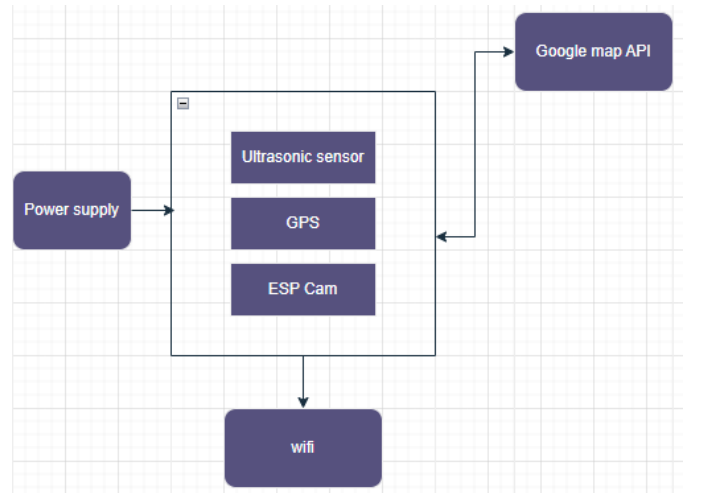 Google map API
Ultrasonic sensor
Power supply
GPS
ESP Cam
wifi